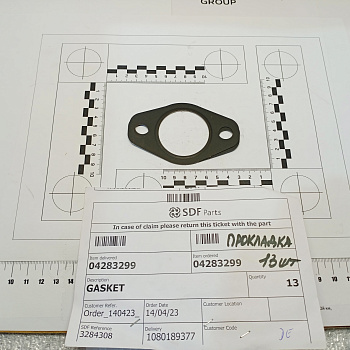 GROUP
SDF Parts
In case of claim please return this ticket with the part
Item delivered
04283299
Item ordered
04283299
ПРОКЛАДКА
13 шт
Description
GASKET
Quantity
13
Customer Refer.
Order_140423
Order Date
14/04/23
Customer Location
SDF Reference
3284308
Delivery
1080189377
Customer Code